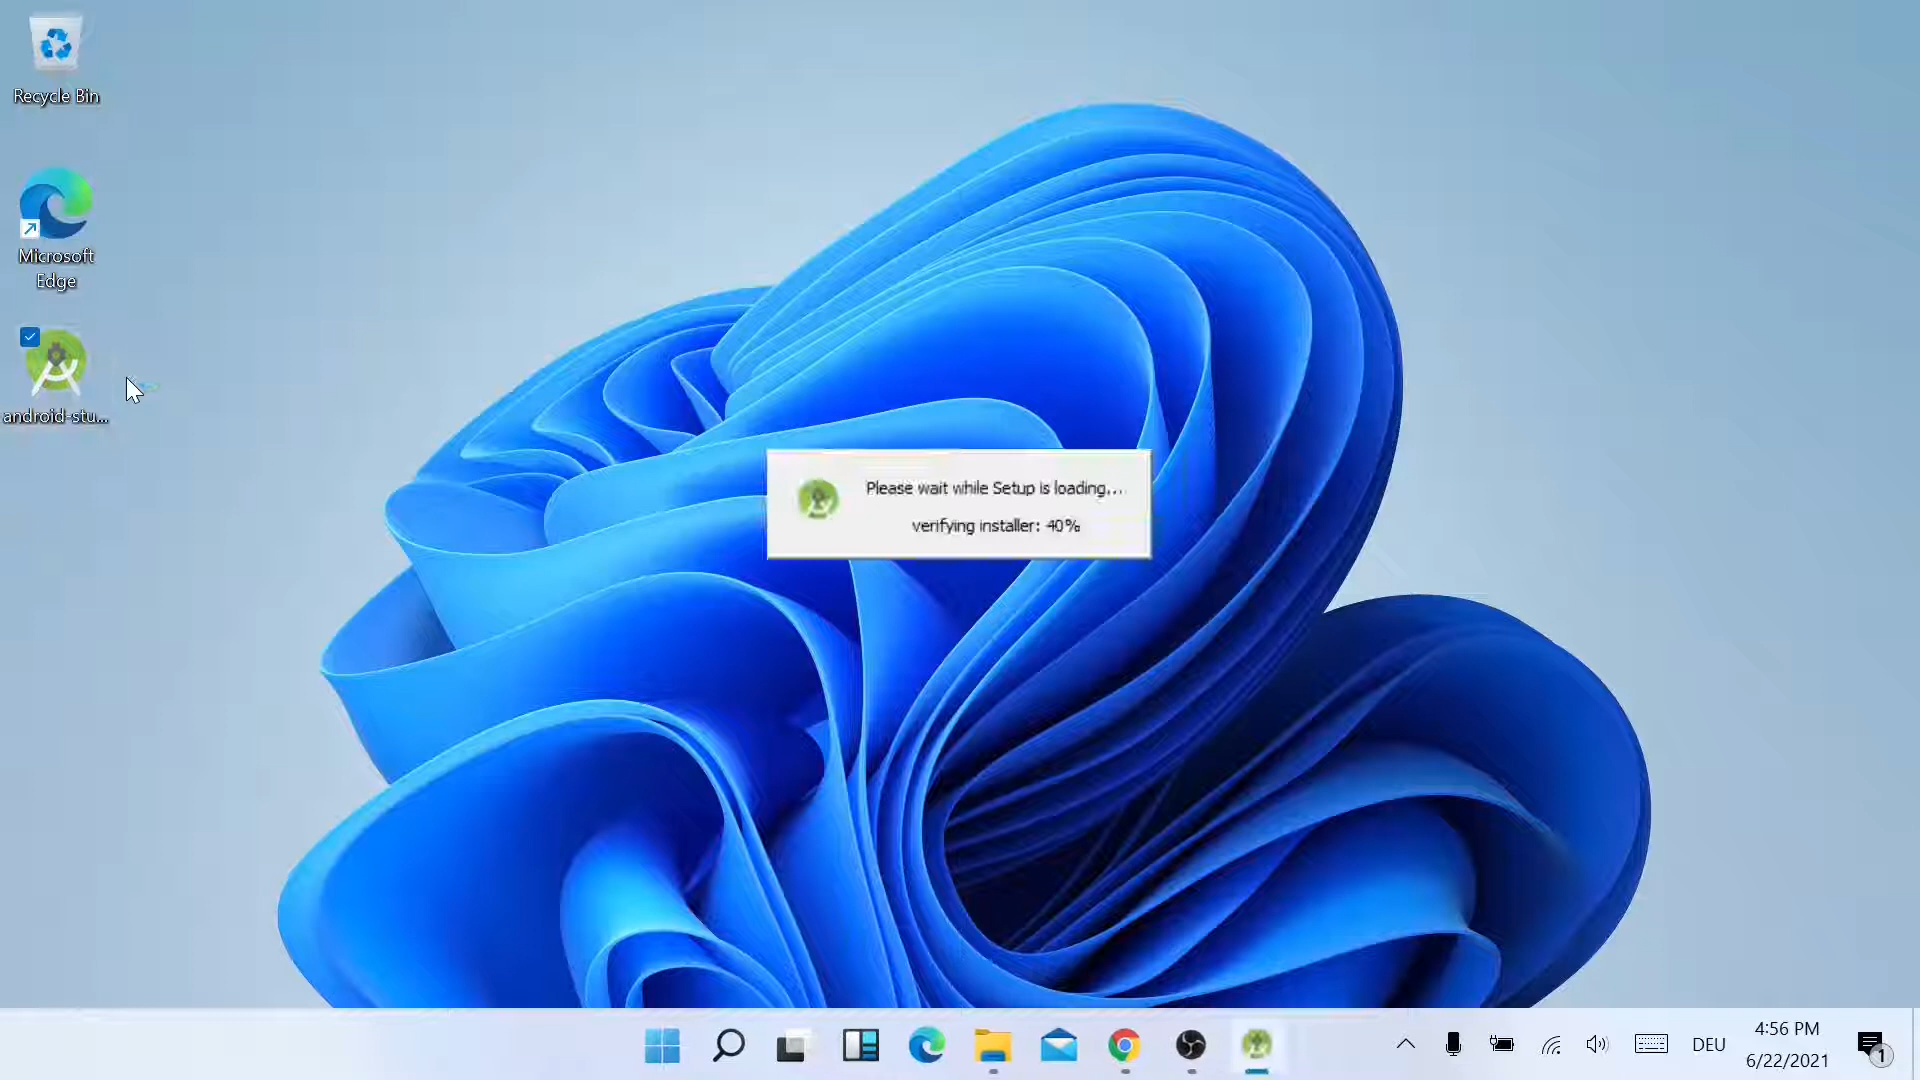 Recycle Bin
Microsoft
Edge
android-stu...
Please wait while Setup is loading...
verifying installer: 40%
DEU
4:56 PM
6/22/2021
1